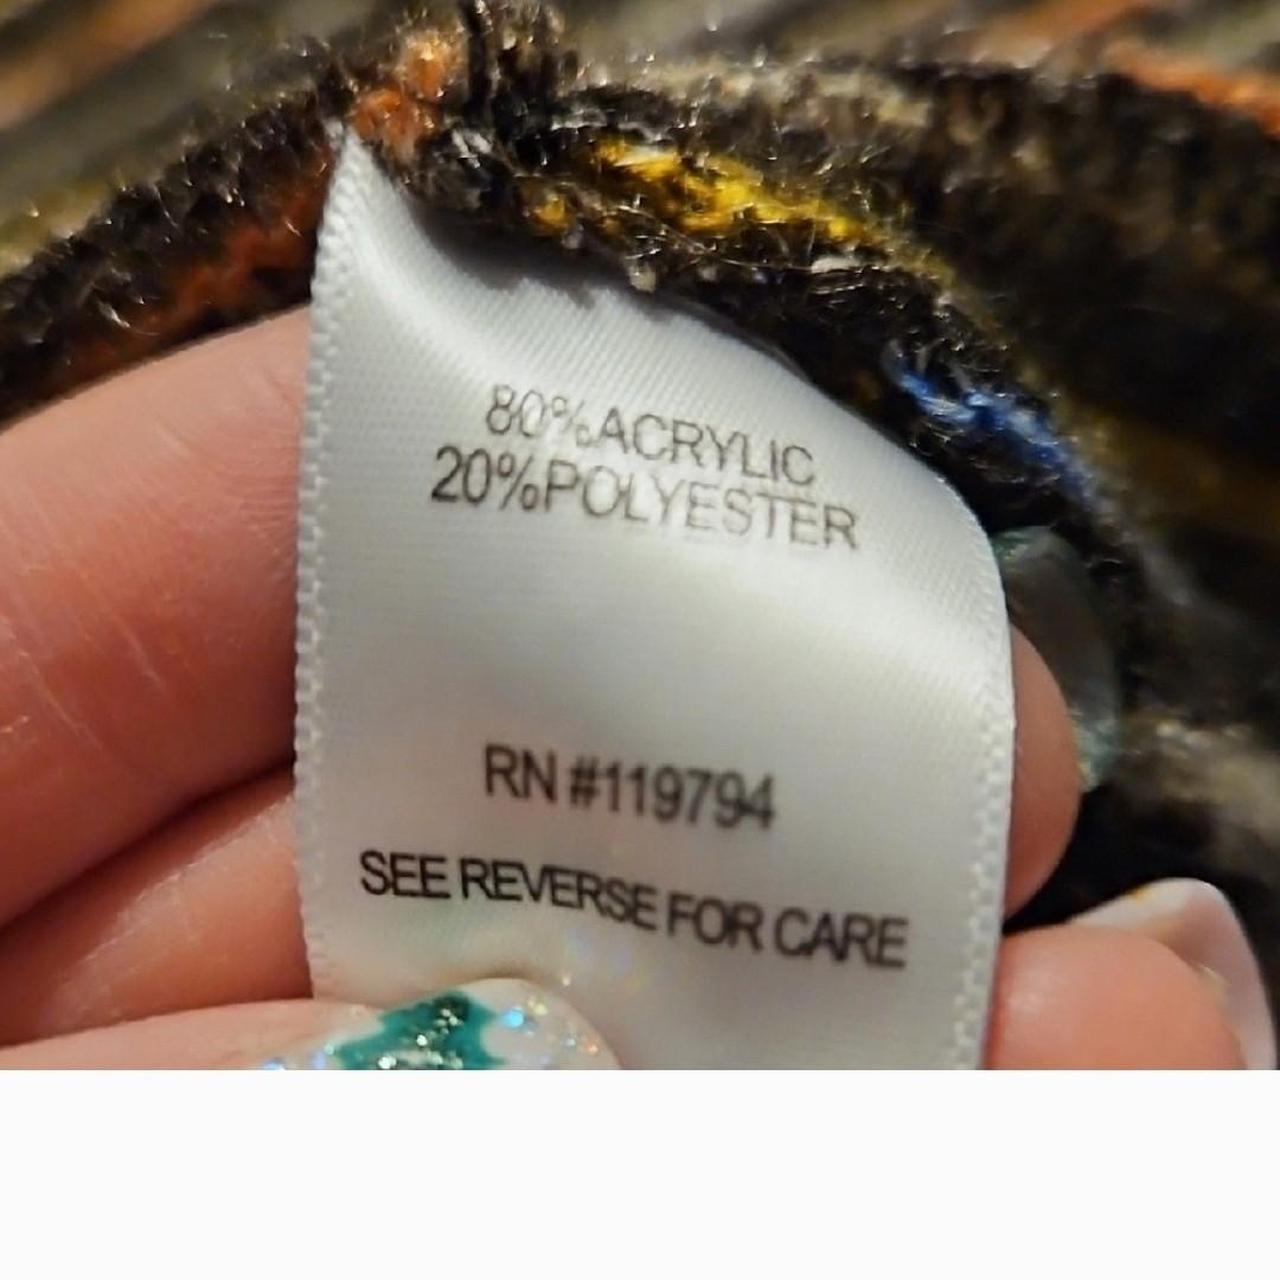 80%ACRYLIC
20%POLYESTER
RN #119794
SEE REVERSE FOR CARE